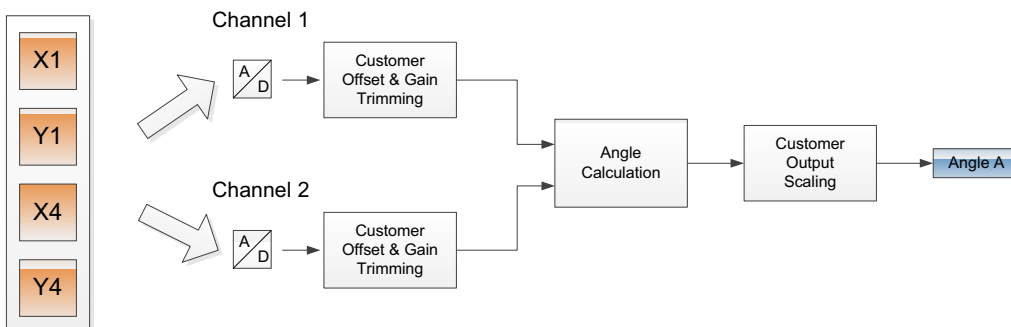 Channel 1
X1
Y1
X4
Y4
A
D
Customer
Offset & Gain
Trimming
Channel 2
A
D
Customer
Offset & Gain
Trimming
Angle
Calculation
Customer
Output
Scaling
Angle A